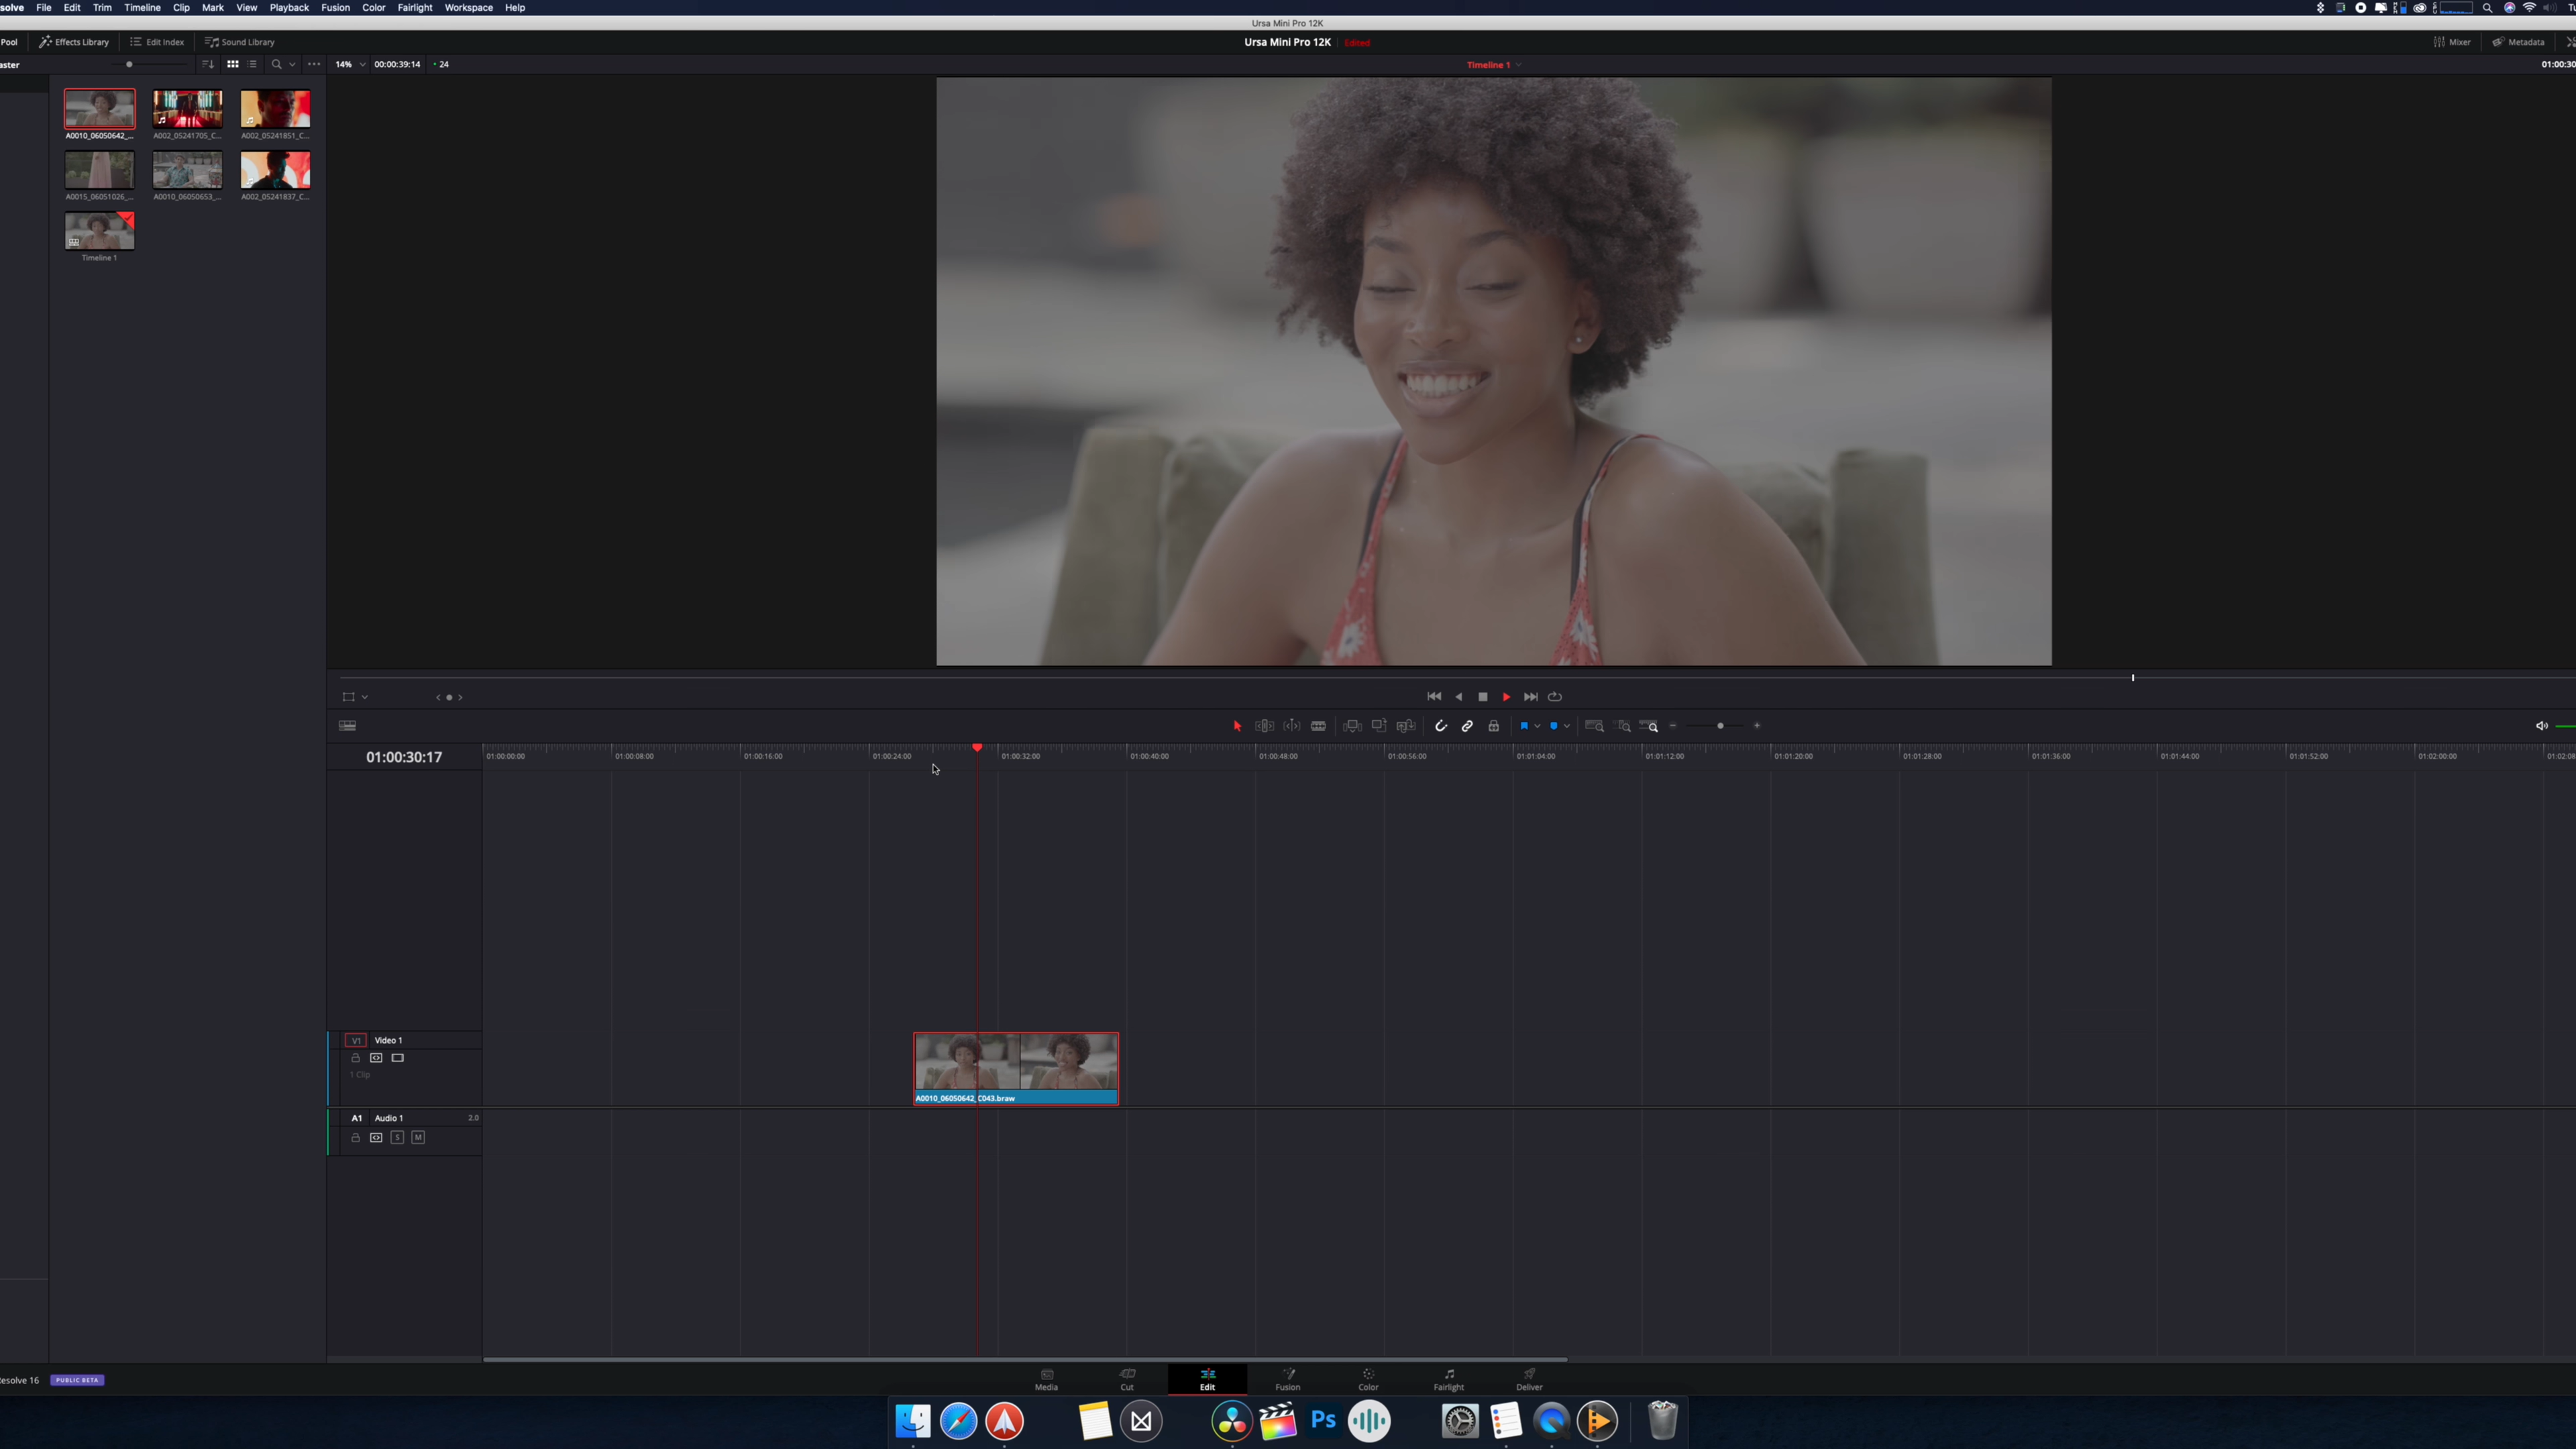 solve File Edit Trim Timeline Clip Mark View Playback Fusion Color Fairlight Workspace Help Tu
Ursa Mini Pro 12K
Pool Effects Library Edit Index Sound Library Ursa Mini Pro 12K Edited Mixer Metadata
aster 14% 00:00:39:14 24 Timeline 1 01:00:30
A0010_06050642_... A002_05241705_C... A002_05241851_C...
A0015_06051026_... A0010_06050653_... A002_05241837_C...
Timeline 1
01:00:30:17 01:00:00:00 01:00:08:00 01:00:16:00 01:00:24:00 01:00:32:00 01:00:40:00 01:00:48:00 01:00:56:00 01:01:04:00 01:01:12:00 01:01:20:00 01:01:28:00 01:01:36:00 01:01:44:00 01:01:52:00 01:02:00:00 01:02:08
V1 Video 1
1 Clip
A0010_06050642_C043.braw
A1 Audio 1 2.0
S M
esolve 16 PUBLIC BETA Media Cut Edit Fusion Color Fairlight Deliver
Ps